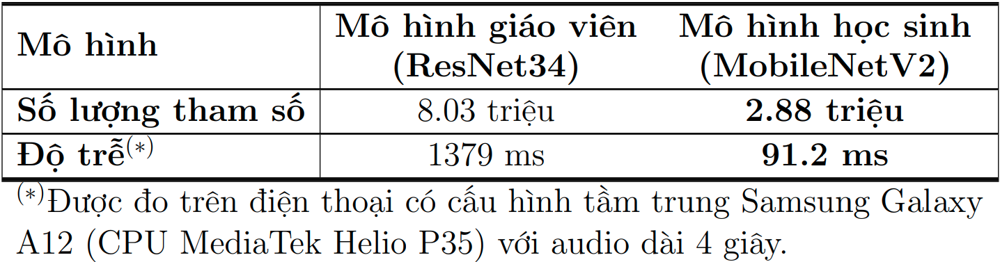 Mô hình
Mô hình giáo viên
(ResNet34)
Mô hình học sinh
(MobileNetV2)
Số lượng tham số
8.03 triệu
2.88 triệu
Độ trễ(*)
1379 ms
91.2 ms
(*)Được đo trên điện thoại có cấu hình tầm trung Samsung Galaxy
A12 (CPU MediaTek Helio P35) với audio dài 4 giây.